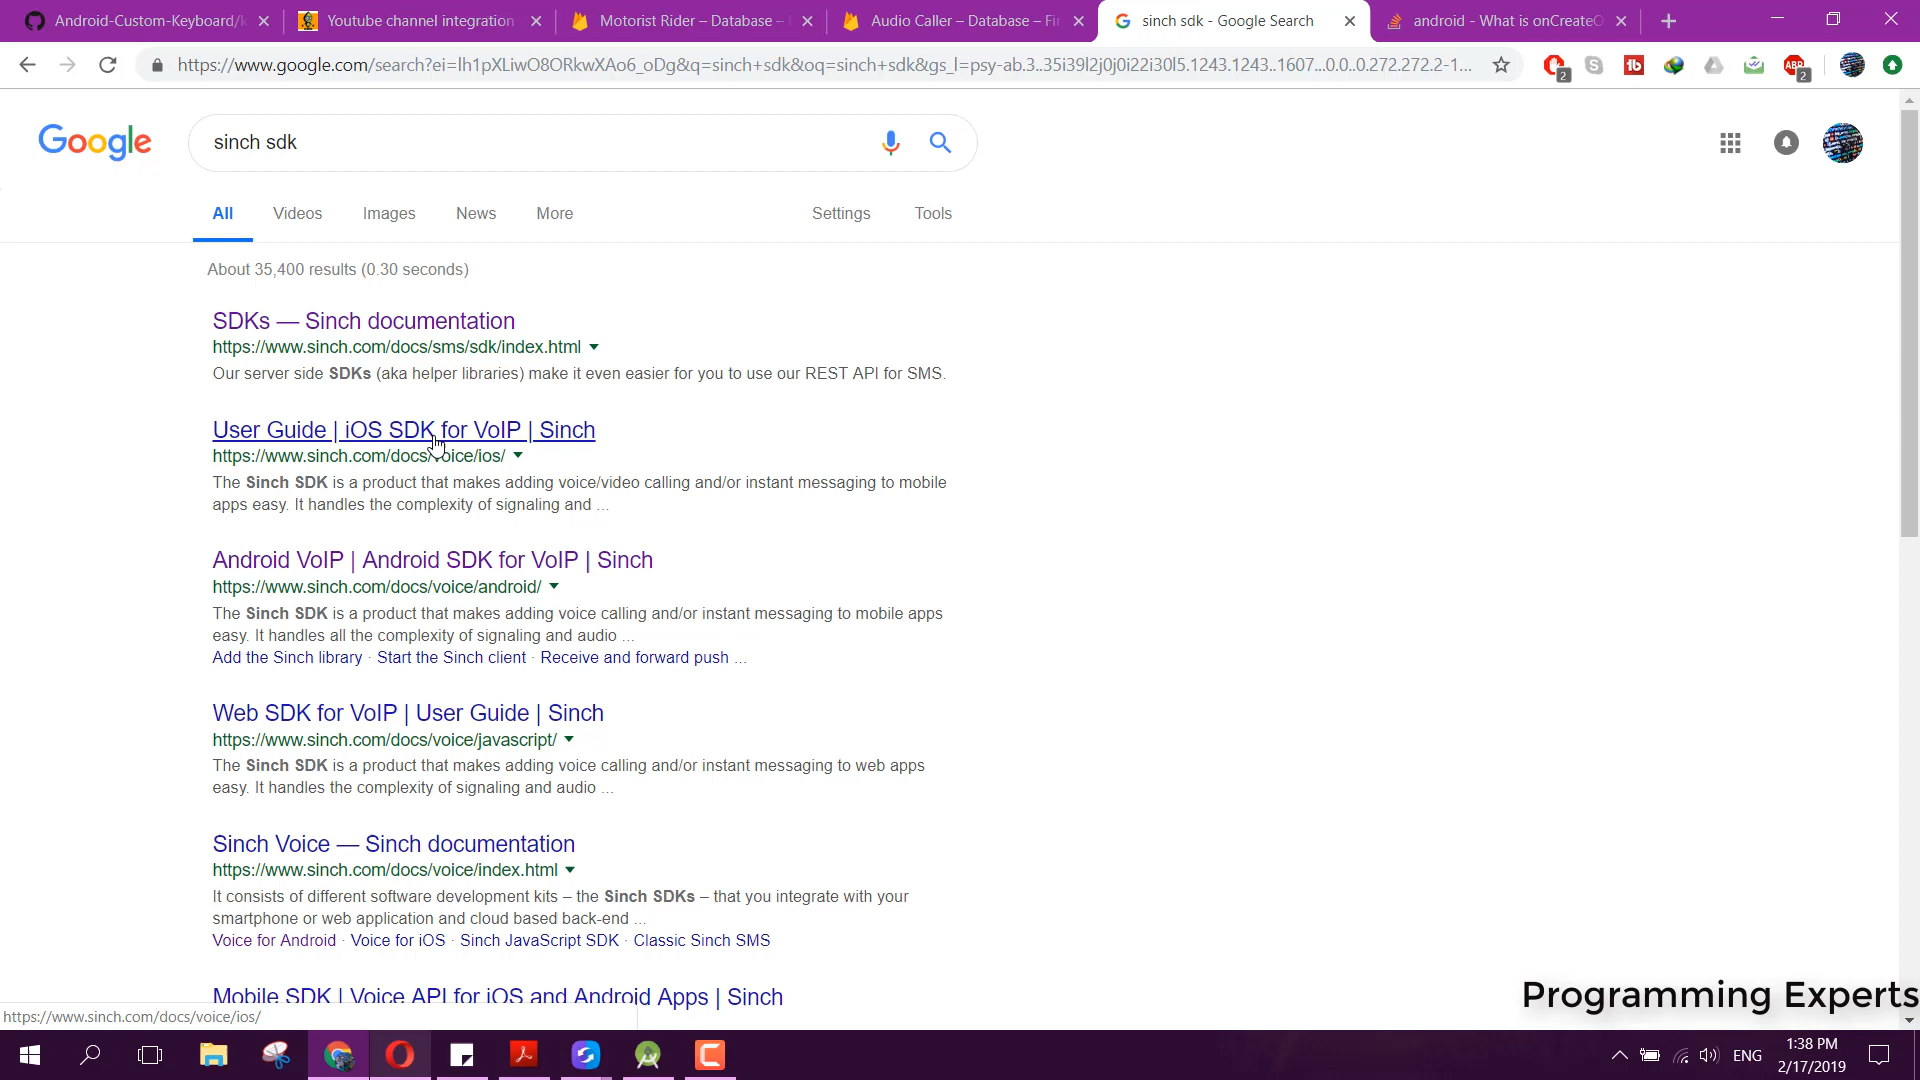 Android-Custom-Keyboard/k
Youtube channel integration
Motorist Rider – Database –
Audio Caller – Database – Fir
sinch sdk - Google Search
android - What is onCreateO
https://www.google.com/search?ei=lh1pXLiwO8ORkwXAo6_oDg&q=sinch+sdk&oq=sinch+sdk&gs_l=psy-ab.3..35i39l2j0j0i22i30l5.1243.1243..1607...0.0..0.272.272.2-1...
2
2
Google
sinch sdk
All
Videos
Images
News
More
Settings
Tools
About 35,400 results (0.30 seconds)
SDKs — Sinch documentation
https://www.sinch.com/docs/sms/sdk/index.html
Our server side SDKs (aka helper libraries) make it even easier for you to use our REST API for SMS.
User Guide | iOS SDK for VoIP | Sinch
https://www.sinch.com/docs/voice/ios/
The Sinch SDK is a product that makes adding voice/video calling and/or instant messaging to mobile
apps easy. It handles the complexity of signaling and ...
Android VoIP | Android SDK for VoIP | Sinch
https://www.sinch.com/docs/voice/android/
The Sinch SDK is a product that makes adding voice calling and/or instant messaging to mobile apps
easy. It handles all the complexity of signaling and audio ...
Add the Sinch library · Start the Sinch client · Receive and forward push ...
Web SDK for VoIP | User Guide | Sinch
https://www.sinch.com/docs/voice/javascript/
The Sinch SDK is a product that makes adding voice calling and/or instant messaging to web apps
easy. It handles the complexity of signaling and audio ...
Sinch Voice — Sinch documentation
https://www.sinch.com/docs/voice/index.html
It consists of different software development kits – the Sinch SDKs – that you integrate with your
smartphone or web application and cloud based back-end ...
Voice for Android · Voice for iOS · Sinch JavaScript SDK · Classic Sinch SMS
Mobile SDK | Voice API for iOS and Android Apps | Sinch
Programming Experts
https://www.sinch.com/docs/voice/ios/
ENG
1:38 PM
2/17/2019